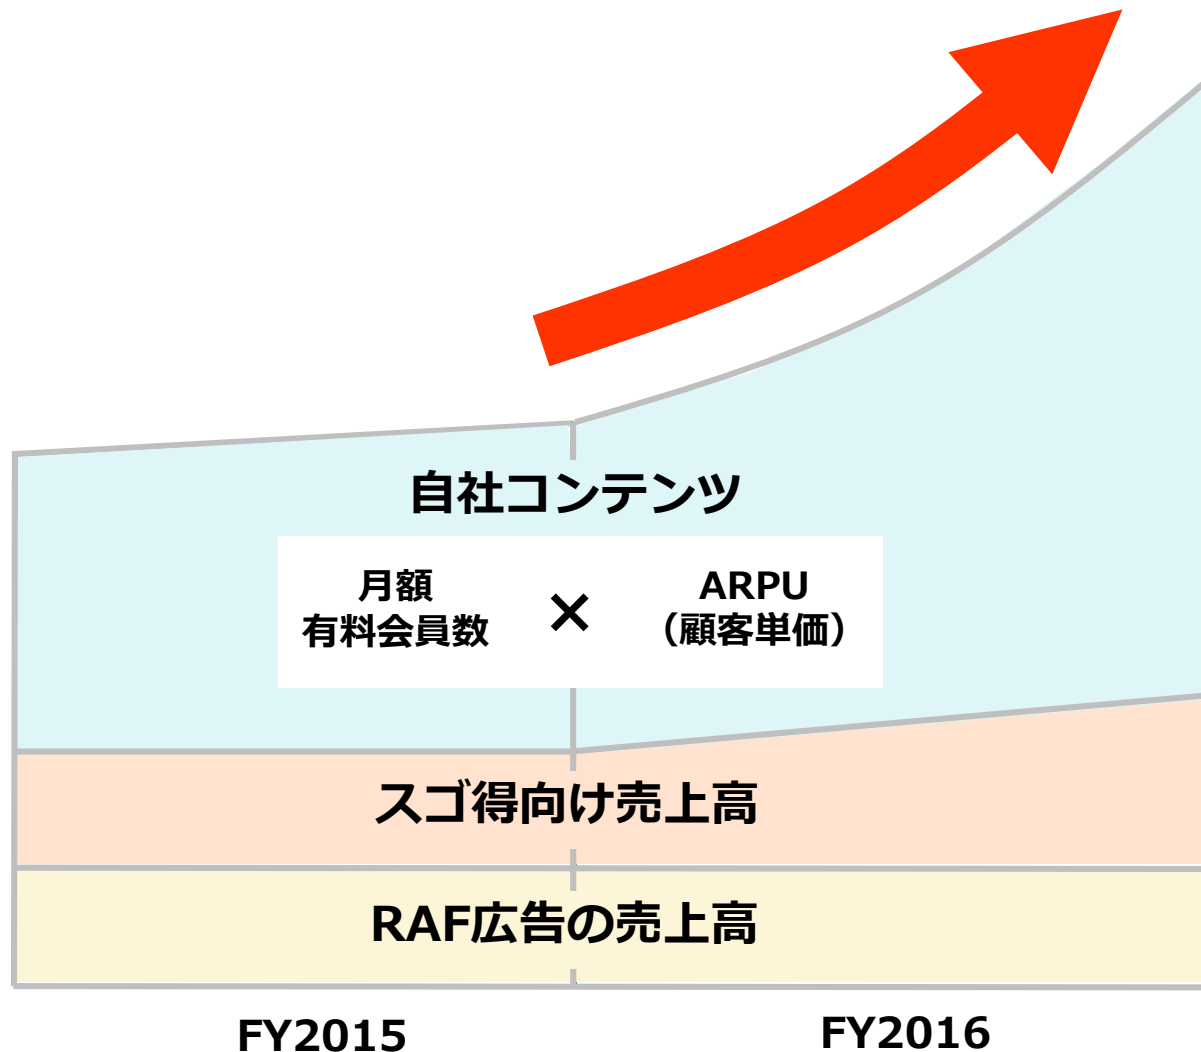 自社コンテンツ
月額
有料会員数
×
ARPU
（顧客単価）
スゴ得向け売上高
RAF広告の売上高
FY2015
FY2016